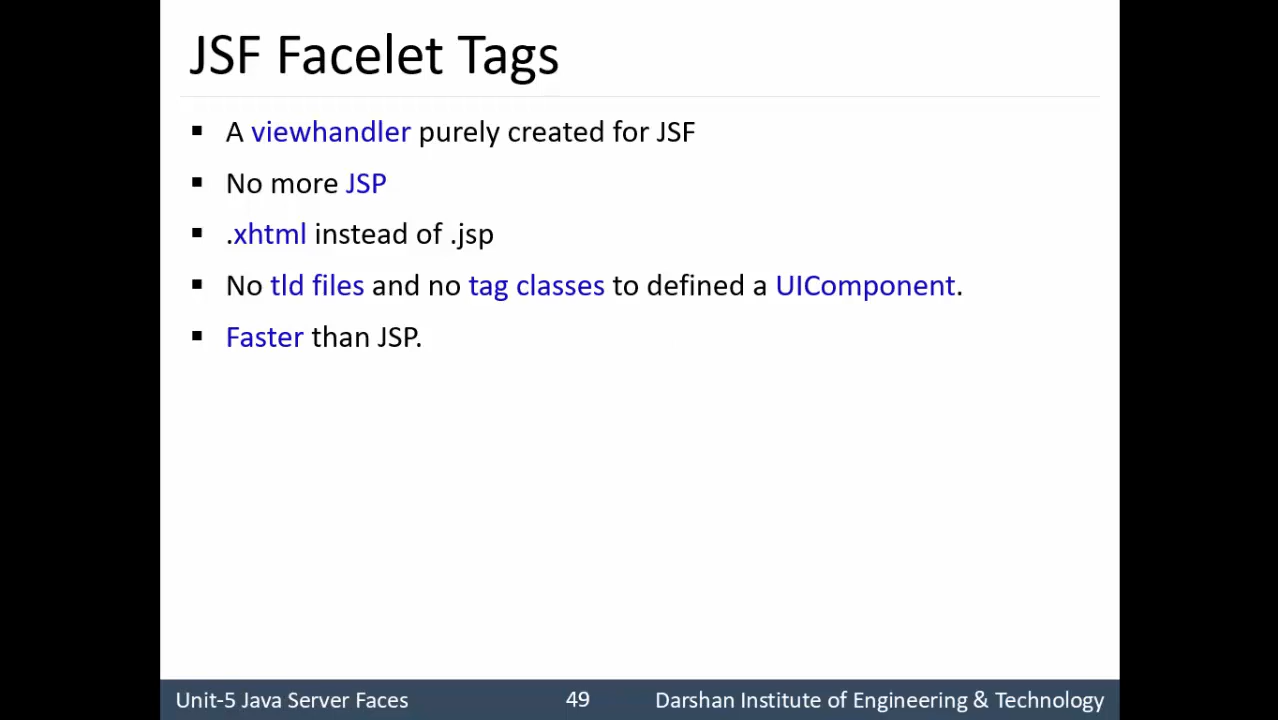 JSF Facelet Tags
▪ A viewhandler purely created for JSF
▪ No more JSP
▪ .xhtml instead of .jsp
▪ No tld files and no tag classes to defined a UIComponent.
▪ Faster than JSP.
Unit-5 Java Server Faces 49 Darshan Institute of Engineering & Technology